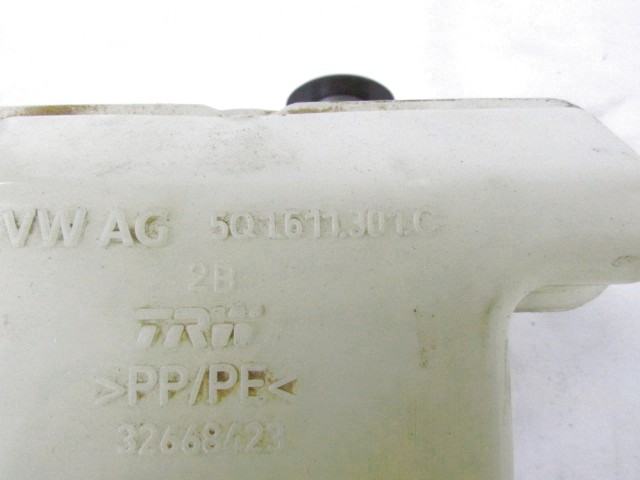 VW AG 5Q1611301C
2B
TRW
>PP/PE<
32668423